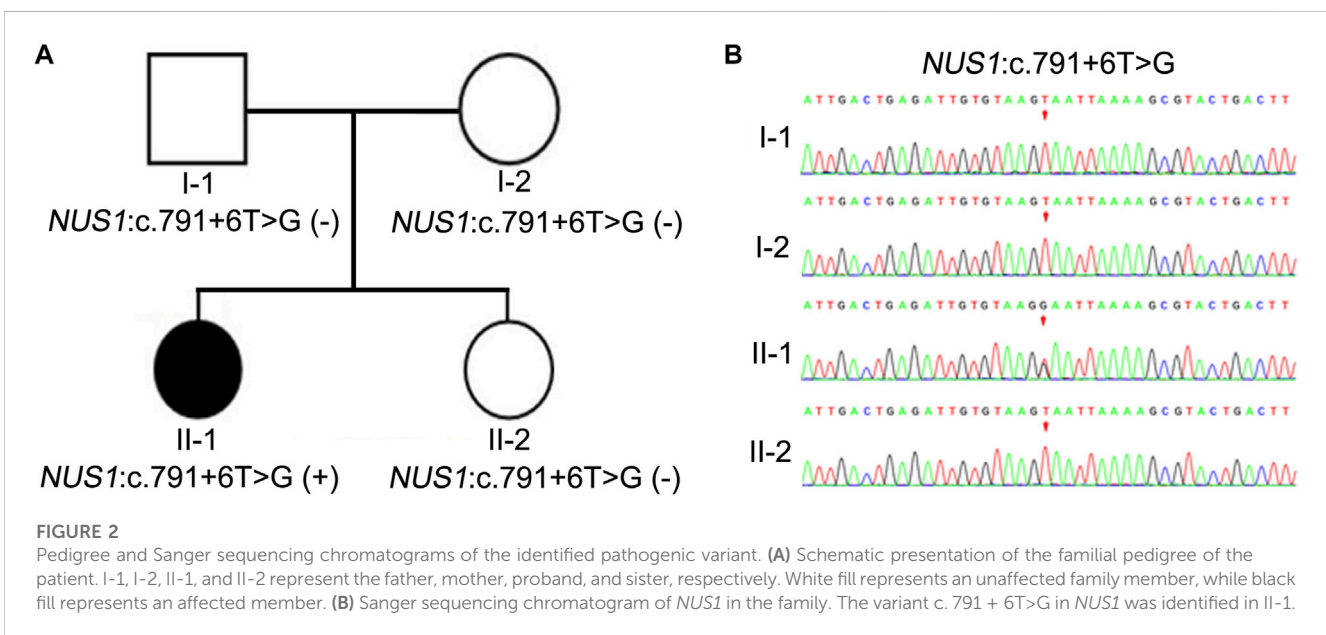 A
I-1
NUS1:c.791+6T>G (-)
I-2
NUS1:c.791+6T>G (-)
II-1
NUS1:c.791+6T>G (+)
II-2
NUS1:c.791+6T>G (-)
B
NUS1:c.791+6T>G
I-1
ATTGACTGAGATTGTGTAAGTAATTAAAAGCGTACTGACTT
I-2
ATTGACTGAGATTGTGTAAGTAATTAAAAGCGTACTGACTT
II-1
ATTGACTGAGATTGTGTAAGGAATTAAAAGCGTACTGACTT
II-2
ATTGACTGAGATTGTGTAAGTAATTAAAAGCGTACTGACTT
FIGURE 2
Pedigree and Sanger sequencing chromatograms of the identified pathogenic variant. (A) Schematic presentation of the familial pedigree of the
patient. I-1, I-2, II-1, and II-2 represent the father, mother, proband, and sister, respectively. White fill represents an unaffected family member, while black
fill represents an affected member. (B) Sanger sequencing chromatogram of NUS1 in the family. The variant c. 791 + 6T>G in NUS1 was identified in II-1.